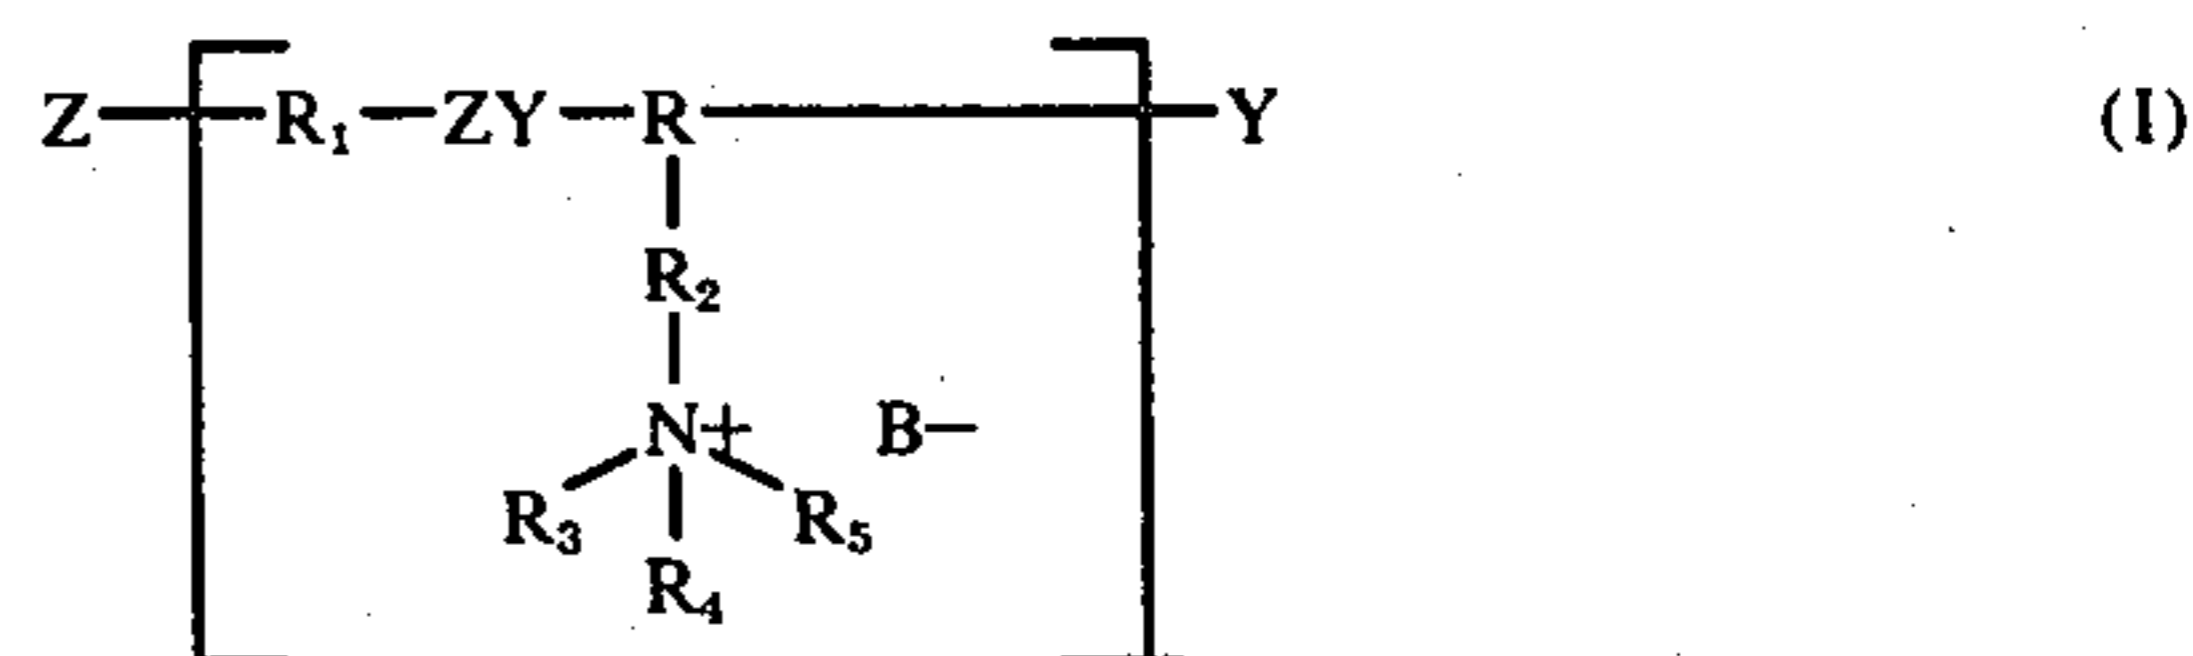 Z R₁ ZY R Y (I)
R₂
N+ B−
R₃ R₅
R₄